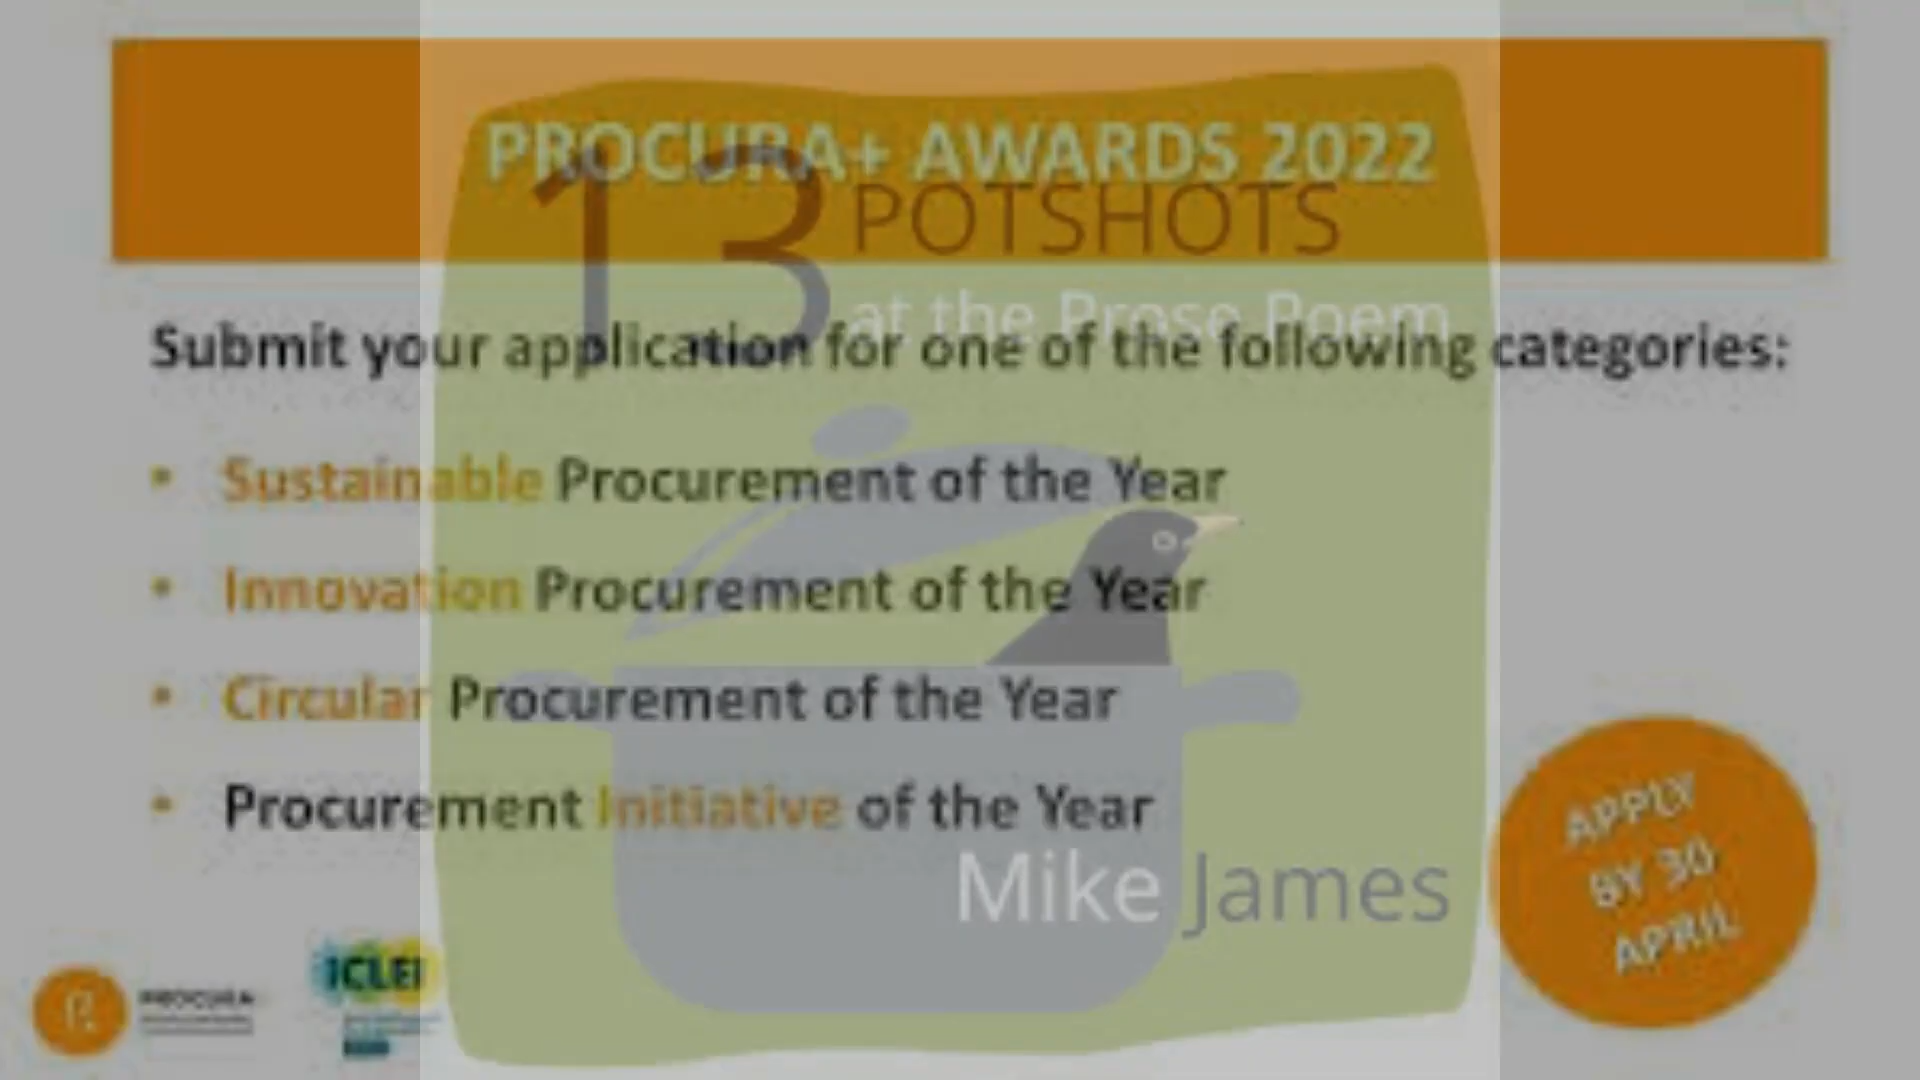 PROCURA+ AWARDS 2022
13 POTSHOTS
at the Prose Poem
Submit your application for one of the following categories:
• Sustainable Procurement of the Year
• Innovation Procurement of the Year
• Circular Procurement of the Year
• Procurement Initiative of the Year
Mike James
APPLY
BY 30
APRIL
PROCURA
ICLEI